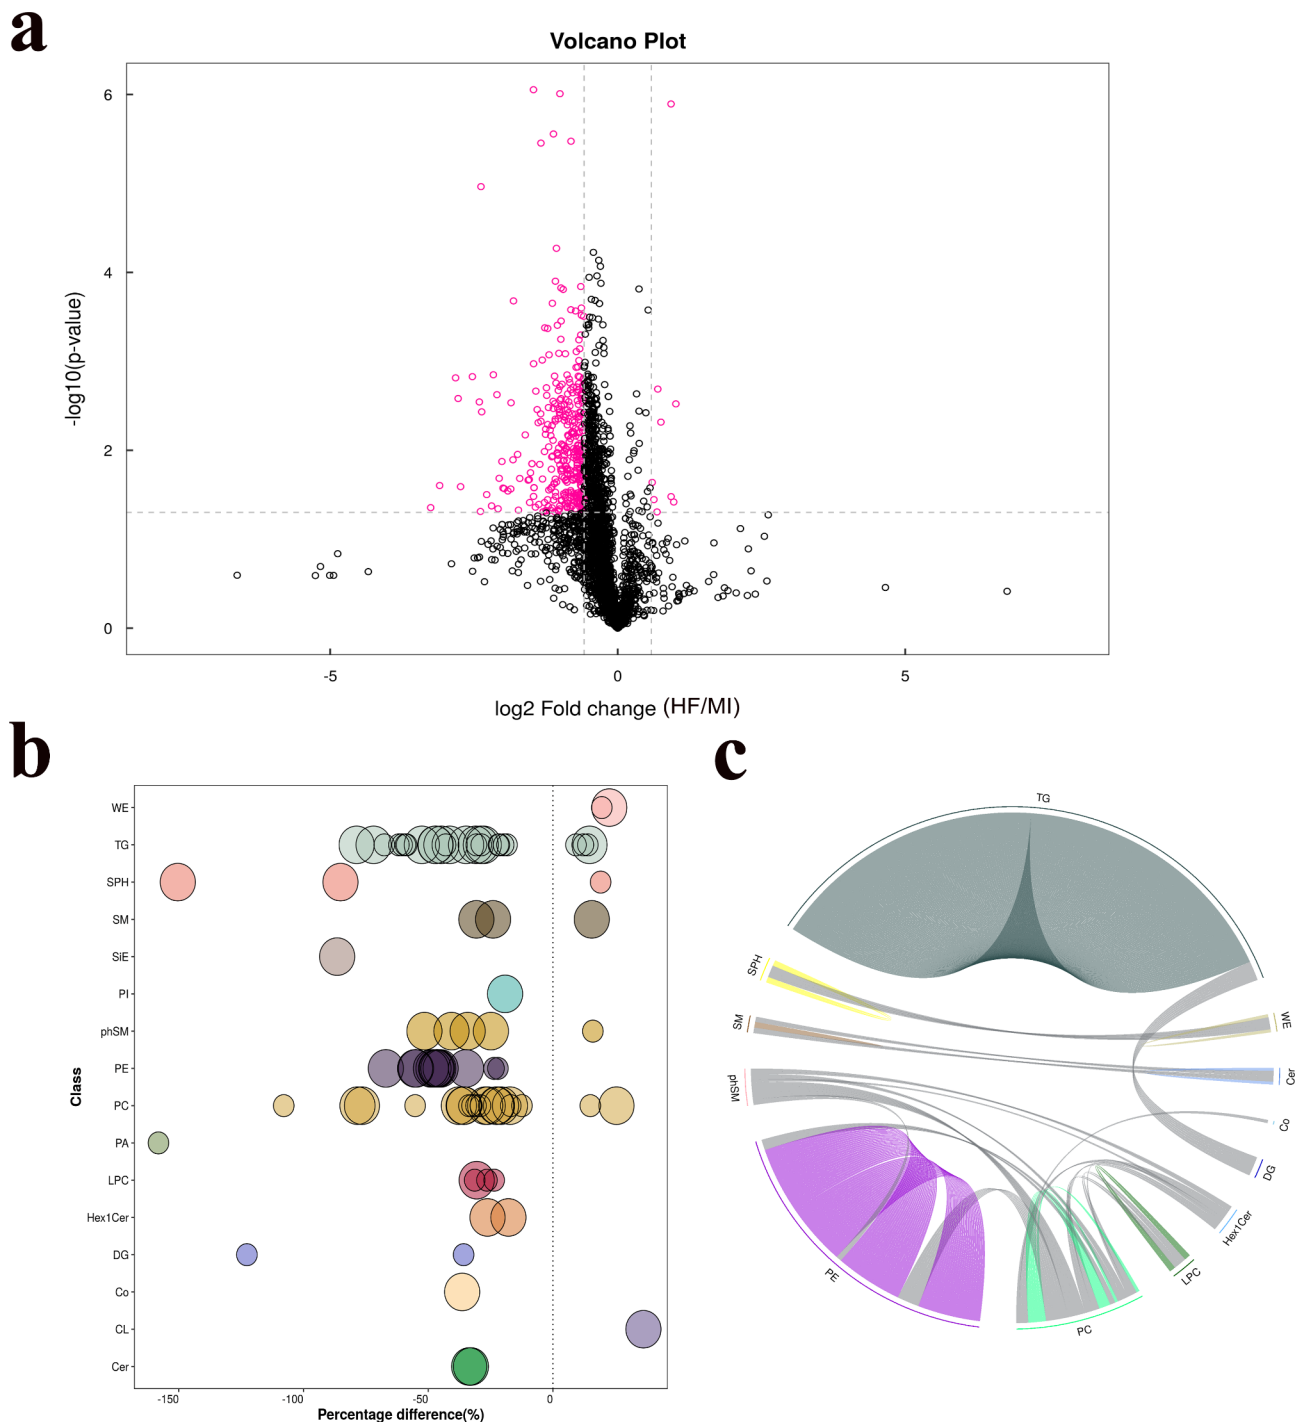 a
Volcano Plot
6
4
2
0
-log10(p-value)
-5
0
5
log2 Fold change (HF/MI)
b
WE
TG
SPH
SM
SiE
PI
phSM
PE
PC
PA
LPC
Hex1Cer
DG
Co
CL
Cer
Class
-150
-100
-50
0
Percentage difference(%)
c
TG
SPH
WE
SM
Cer
phSM
Co
DG
Hex1Cer
PE
LPC
PC